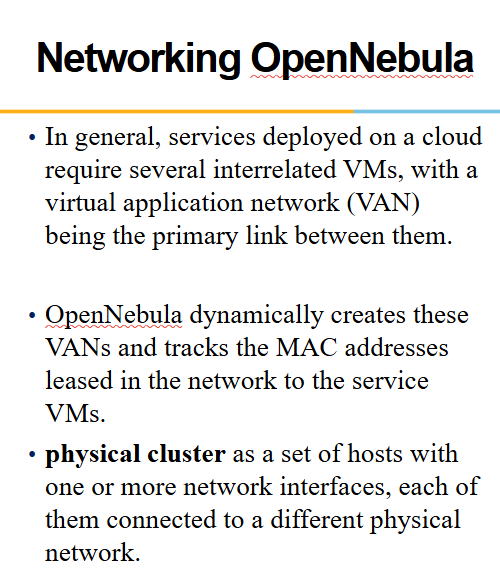 Networking OpenNebula
• In general, services deployed on a cloud
require several interrelated VMs, with a
virtual application network (VAN)
being the primary link between them.
• OpenNebula dynamically creates these
VANs and tracks the MAC addresses
leased in the network to the service
VMs.
• physical cluster as a set of hosts with
one or more network interfaces, each of
them connected to a different physical
network.